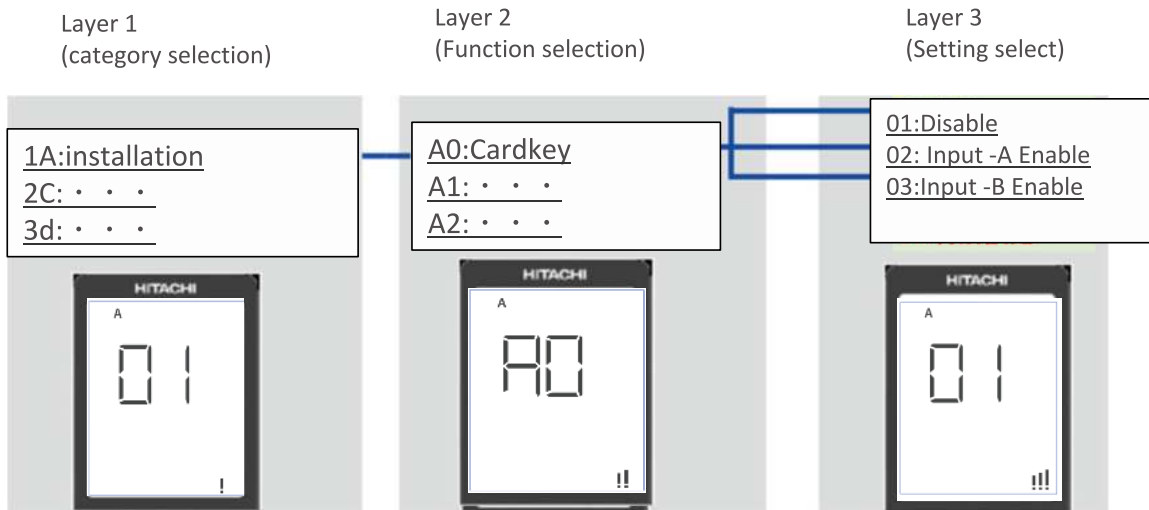 Layer 1
(category selection)
Layer 2
(Function selection)
Layer 3
(Setting select)
1A:installation
2C:・・・
3d:・・・
A0:Cardkey
A1:・・・
A2:・・・
01:Disable
02: Input -A Enable
03:Input -B Enable
HITACHI
A
01
HITACHI
A
A0
HITACHI
A
01